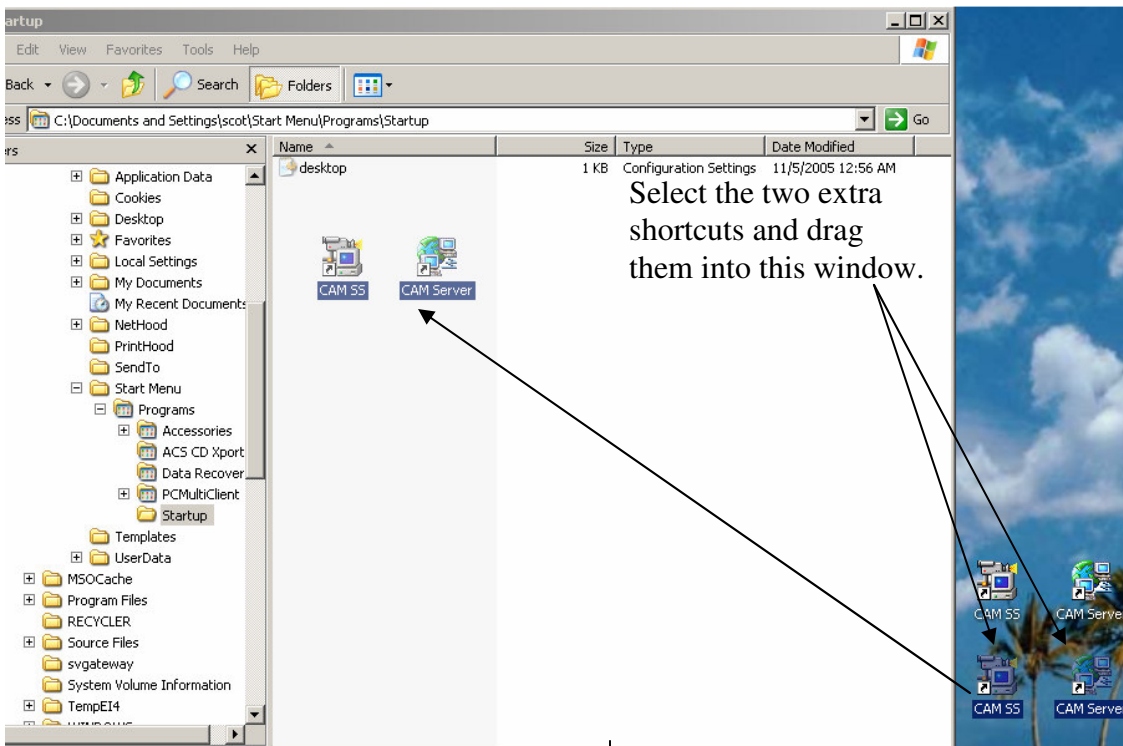 artup
Edit View Favorites Tools Help
Back Search Folders
ess C:\Documents and Settings\scot\Start Menu\Programs\Startup Go
ers
Name Size Type Date Modified
desktop 1 KB Configuration Settings 11/5/2005 12:56 AM
Select the two extra
shortcuts and drag
them into this window.
CAM SS CAM Server
Application Data
Cookies
Desktop
Favorites
Local Settings
My Documents
My Recent Documents
NetHood
PrintHood
SendTo
Start Menu
Programs
Accessories
ACS CD Xport
Data Recover
PCMultiClient
Startup
Templates
UserData
MSOCache
Program Files
RECYCLER
Source Files
svgateway
System Volume Information
TempEI4
CAM SS CAM Serve
CAM SS CAM Server